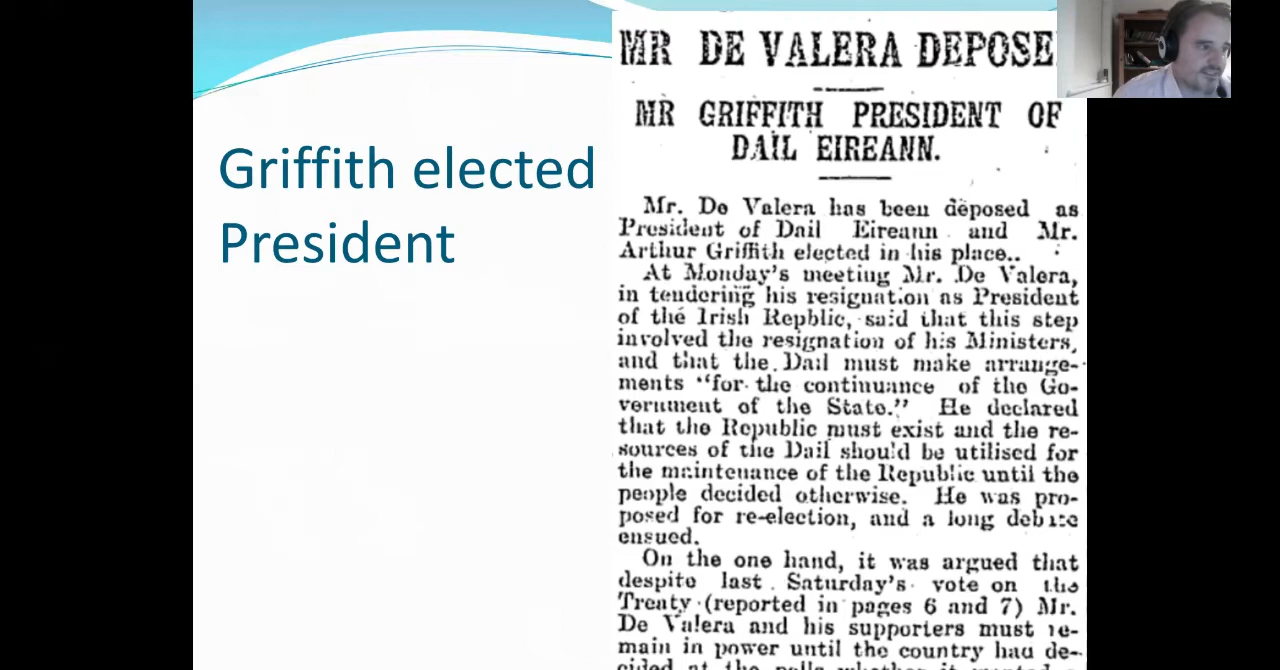 Griffith elected
President
MR DE VALERA DEPOSE
MR GRIFFITH PRESIDENT OF
DAIL EIREANN.
Mr. De Valera has been deposed as
President of Dail Eireann and Mr.
Arthur Griffith elected in his place..
At Monday's meeting Mr. De Valera,
in tendering his resignation as President
of the Irish Repblic, said that this step
involved the resignation of his Ministers,
and that the Dail must make arrange-
ments "for the continuance of the Go-
vernment of the State." He declared
that the Republic must exist and the re-
sources of the Dail should be utilised for
the maintenance of the Republic until the
people decided otherwise. He was pro-
posed for re-election, and a long debate
ensued.
On the one hand, it was argued that
despite last Saturday's vote on the
Treaty (reported in pages 6 and 7) Mr.
De Valera and his supporters must re-
main in power until the country had de-
cided at the polls whether it wanted a